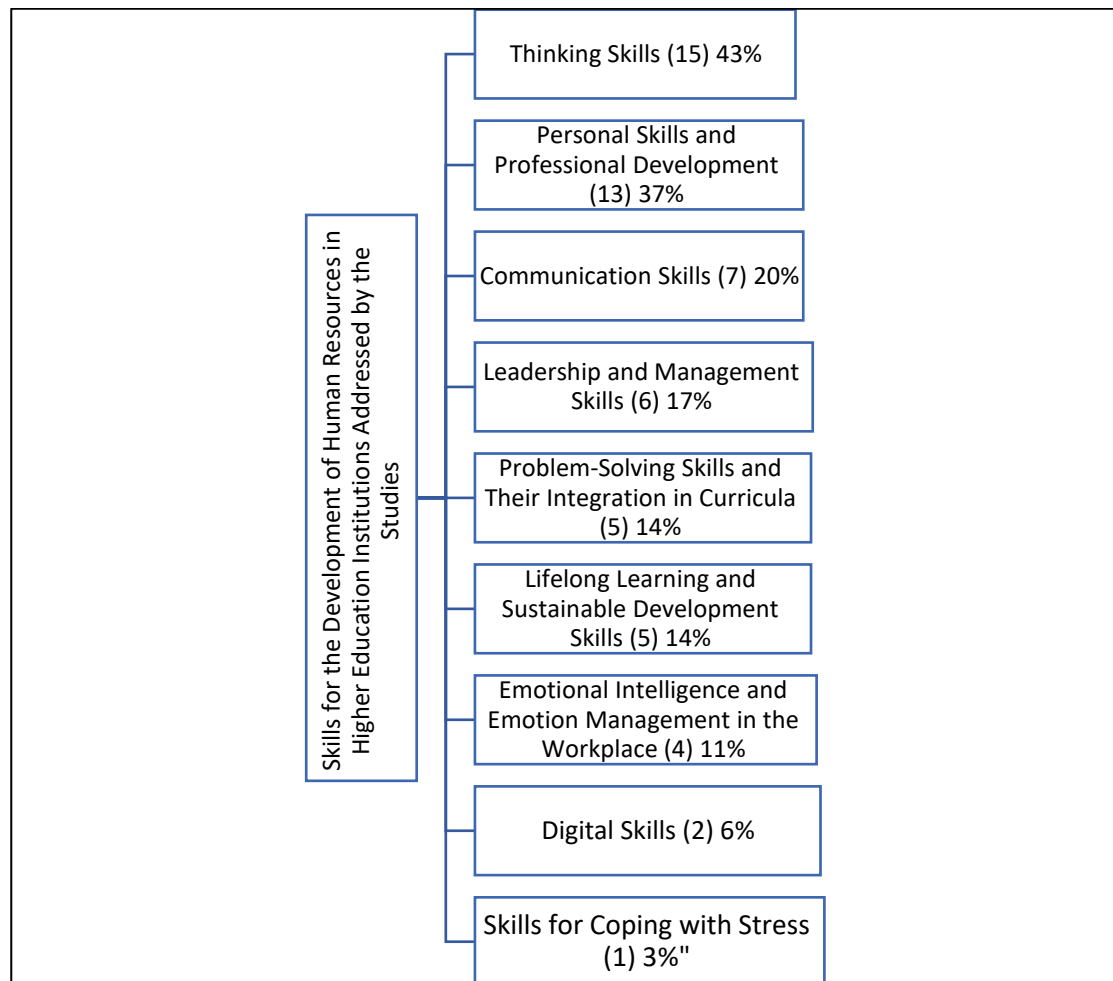 Skills for the Development of Human Resources in
Higher Education Institutions Addressed by the
Studies
Thinking Skills (15) 43%
Personal Skills and
Professional Development
(13) 37%
Communication Skills (7) 20%
Leadership and Management
Skills (6) 17%
Problem-Solving Skills and
Their Integration in Curricula
(5) 14%
Lifelong Learning and
Sustainable Development
Skills (5) 14%
Emotional Intelligence and
Emotion Management in the
Workplace (4) 11%
Digital Skills (2) 6%
Skills for Coping with Stress
(1) 3%"